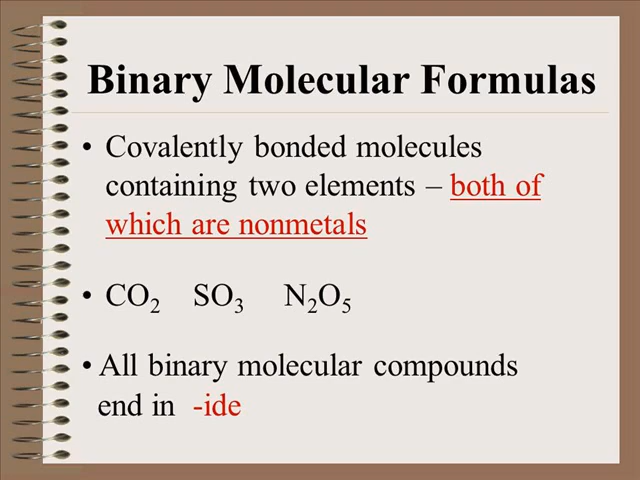 Binary Molecular Formulas
• Covalently bonded molecules
containing two elements – both of
which are nonmetals
• CO₂ SO₃ N₂O₅
• All binary molecular compounds
end in -ide